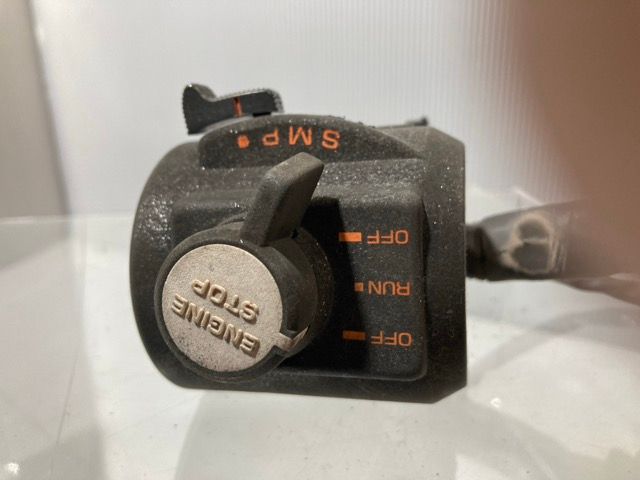 ENGINE
STOP
OFF
RUN
OFF
S M P